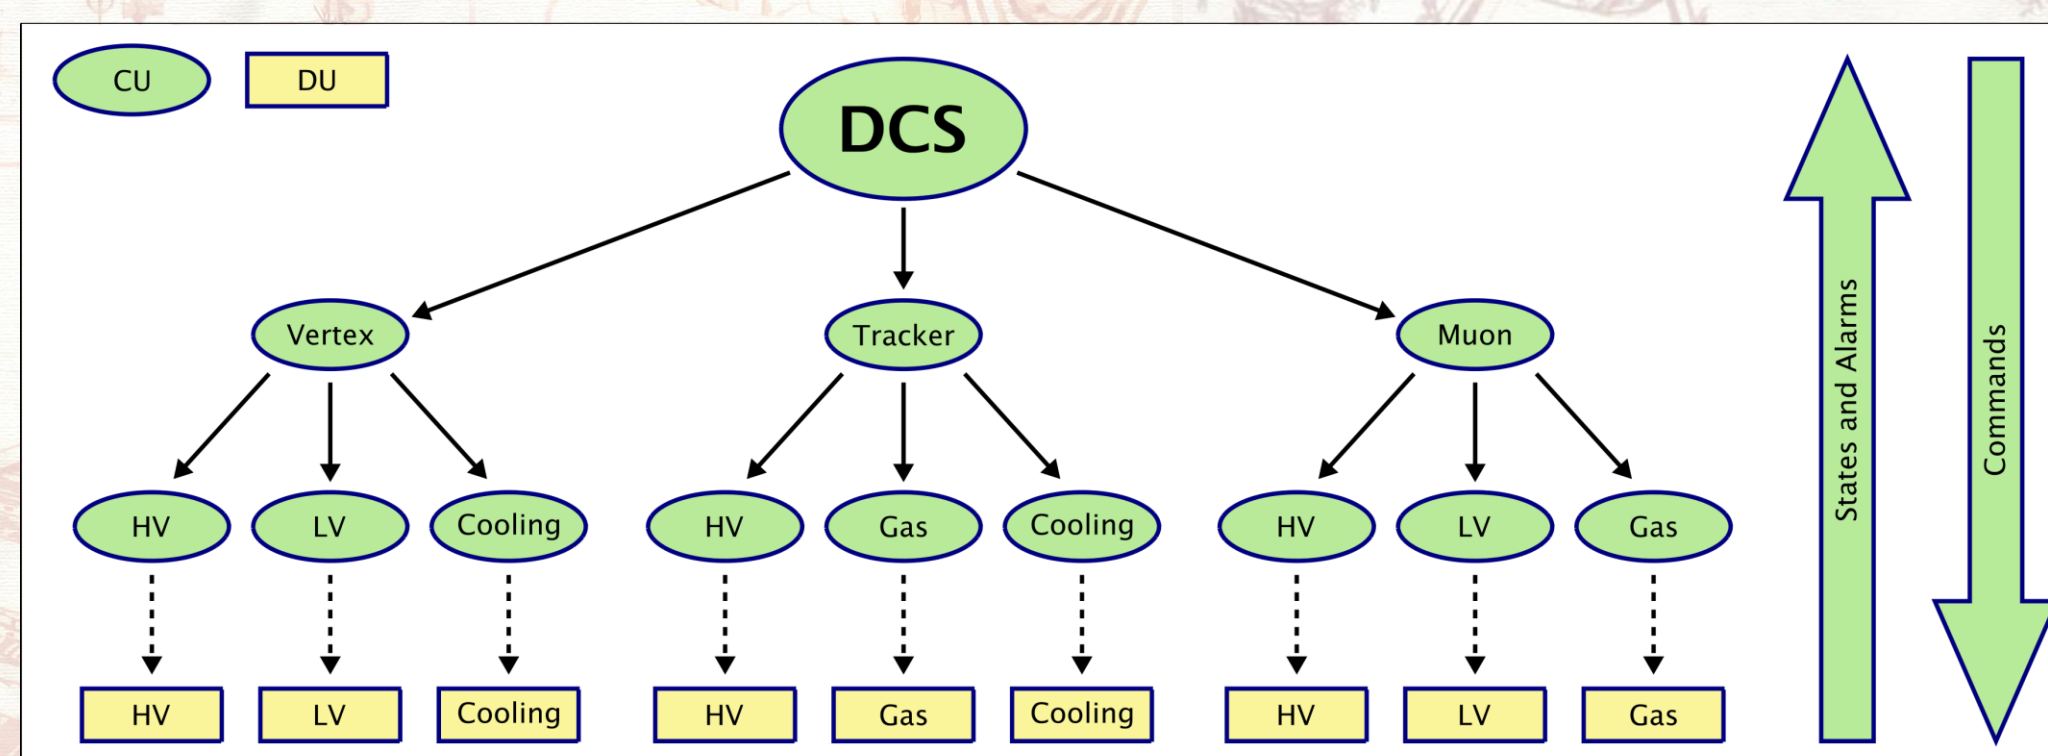 CU
DU
DCS
Vertex
Tracker
Muon
HV
LV
Cooling
HV
Gas
Cooling
HV
LV
Gas
HV
LV
Cooling
HV
Gas
Cooling
HV
LV
Gas
States and Alarms
Commands